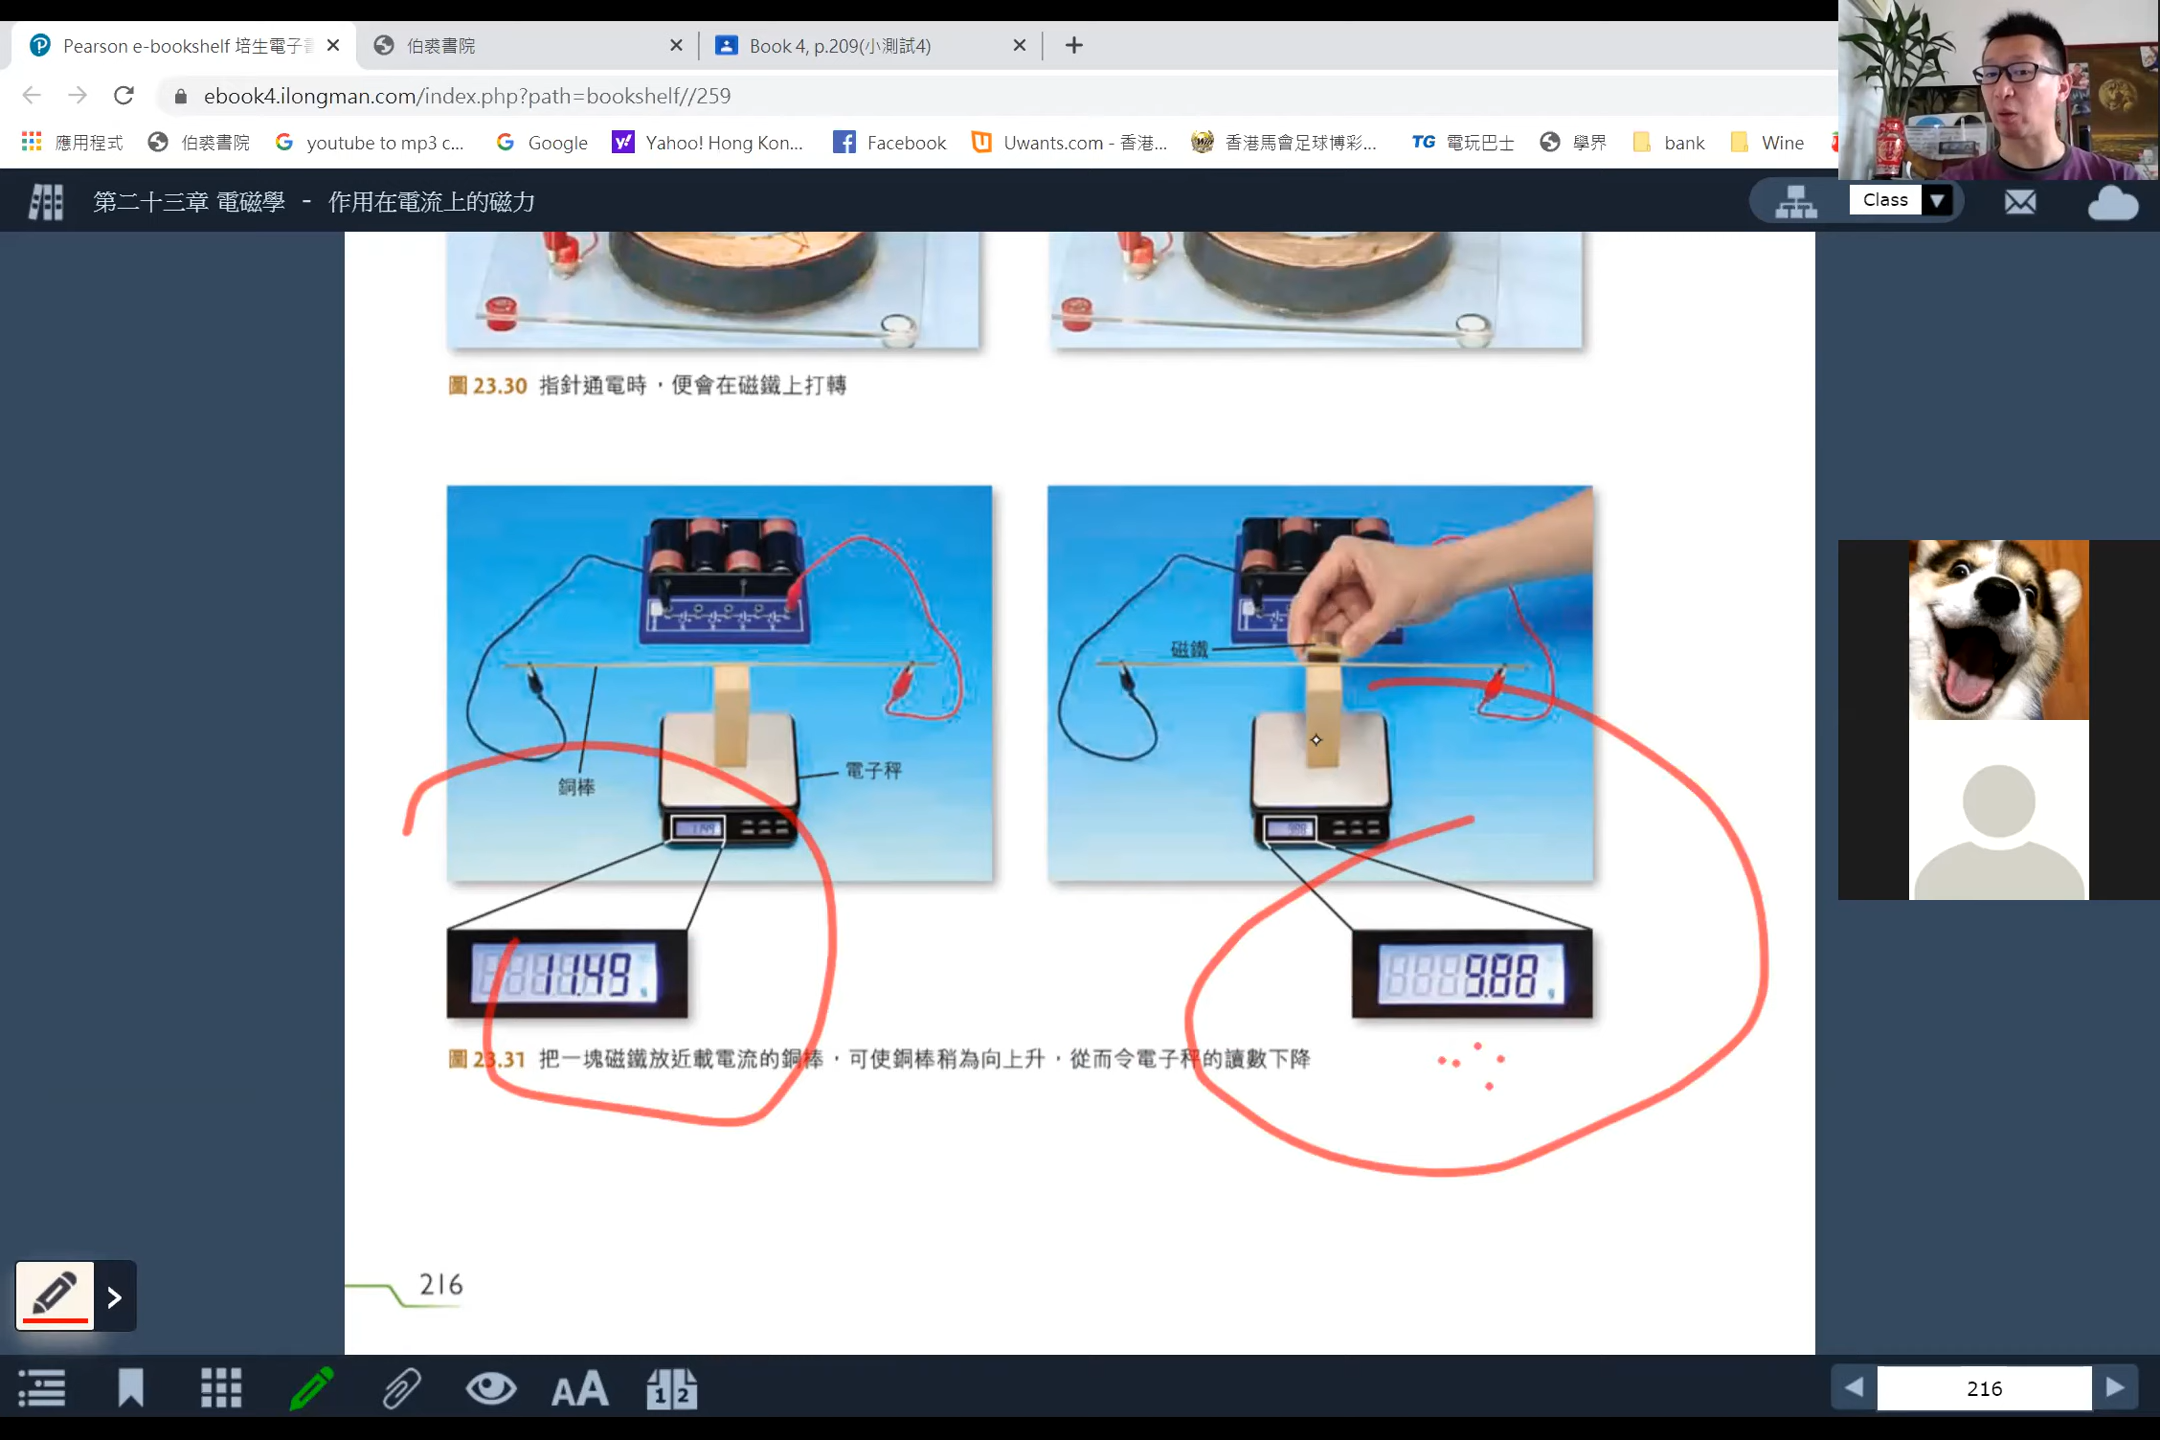 Pearson e-bookshelf 培生電子書
伯裘書院
Book 4, p.209(小測試4)
ebook4.ilongman.com/index.php?path=bookshelf//259
應用程式
伯裘書院
youtube to mp3 c...
Google
Yahoo! Hong Kon...
Facebook
Uwants.com - 香港...
香港馬會足球博彩...
TG 電玩巴士
學界
bank
Wine
第二十三章 電磁學 - 作用在電流上的磁力
Class
圖 23.30 指針通電時，便會在磁鐵上打轉
磁鐵
銅棒
電子秤
11.49
9.88
圖 23.31 把一塊磁鐵放近載電流的銅棒，可使銅棒稍為向上升，從而令電子秤的讀數下降
216
AA
1 2
216